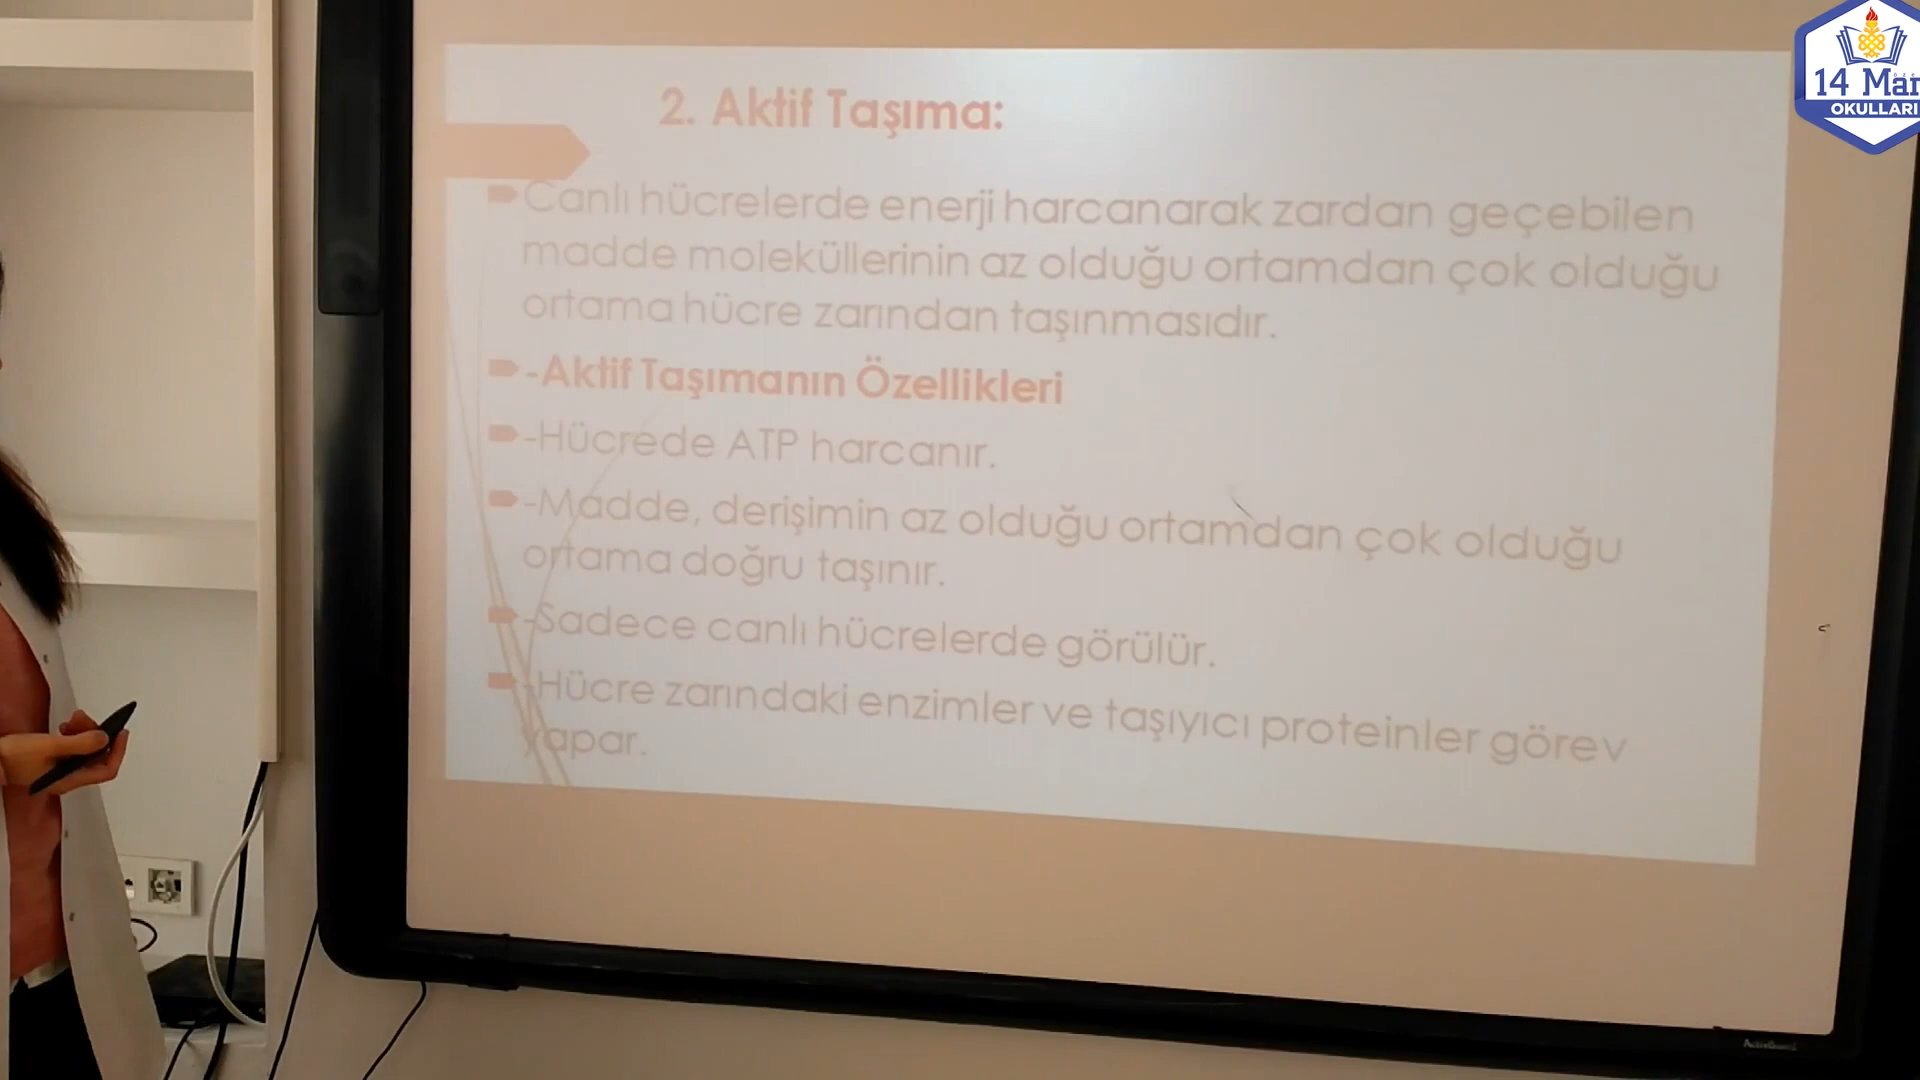 2. Aktif Taşıma:
Canlı hücrelerde enerji harcanarak zardan geçebilen
madde moleküllerinin az olduğu ortamdan çok olduğu
ortama hücre zarından taşınmasıdır.
-Aktif Taşımanın Özellikleri
-Hücrede ATP harcanır.
-Madde, derişimin az olduğu ortamdan çok olduğu
ortama doğru taşınır.
-Sadece canlı hücrelerde görülür.
-Hücre zarındaki enzimler ve taşıyıcı proteinler görev
yapar.
14 Mar
OKULLARI